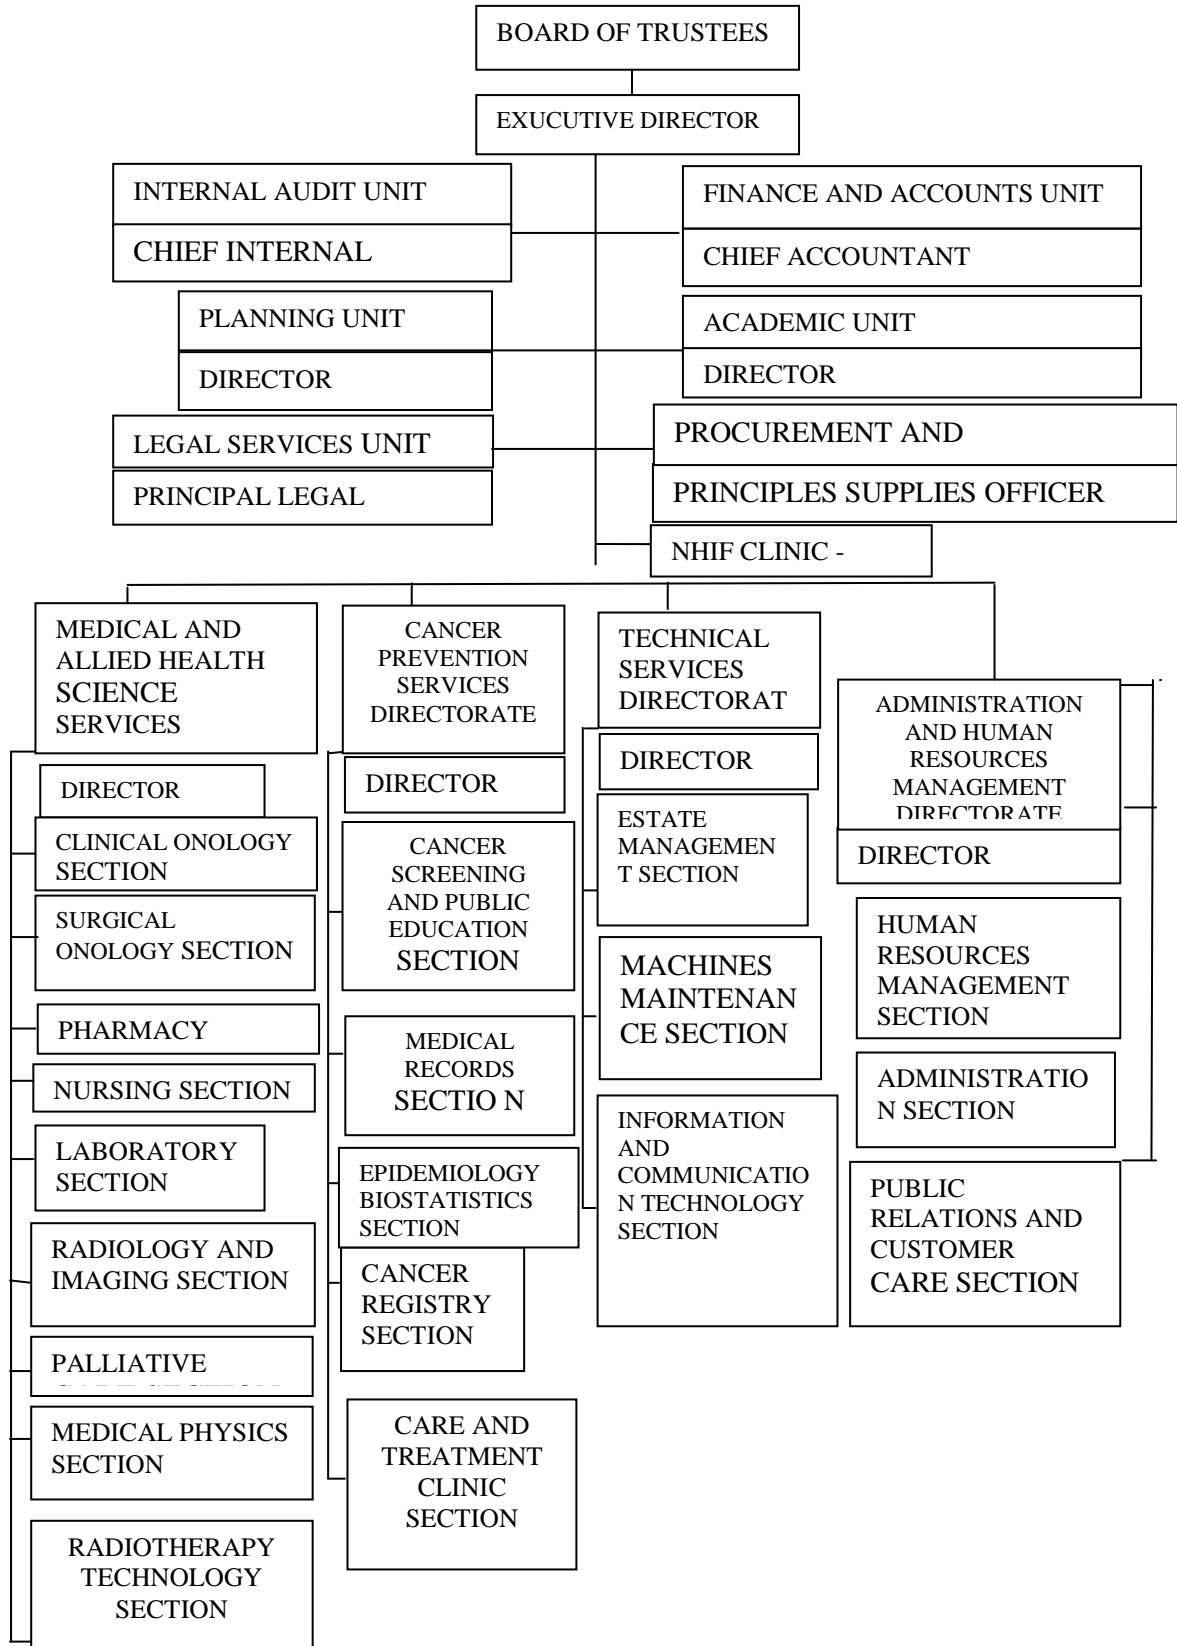 BOARD OF TRUSTEES
EXUCUTIVE DIRECTOR
INTERNAL AUDIT UNIT
CHIEF INTERNAL
FINANCE AND ACCOUNTS UNIT
CHIEF ACCOUNTANT
PLANNING UNIT
DIRECTOR
ACADEMIC UNIT
DIRECTOR
LEGAL SERVICES UNIT
PRINCIPAL LEGAL
PROCUREMENT AND
PRINCIPLES SUPPLIES OFFICER
NHIF CLINIC -
MEDICAL AND
ALLIED HEALTH
SCIENCE
SERVICES
DIRECTOR
CLINICAL ONOLOGY
SECTION
SURGICAL
ONOLOGY SECTION
PHARMACY
NURSING SECTION
LABORATORY
SECTION
RADIOLOGY AND
IMAGING SECTION
PALLIATIVE
CARE SECTION
MEDICAL PHYSICS
SECTION
RADIOTHERAPY
TECHNOLOGY
SECTION
CANCER
PREVENTION
SERVICES
DIRECTORATE
DIRECTOR
CANCER
SCREENING
AND PUBLIC
EDUCATION
SECTION
MEDICAL
RECORDS
SECTIO N
EPIDEMIOLOGY
BIOSTATISTICS
SECTION
CANCER
REGISTRY
SECTION
CARE AND
TREATMENT
CLINIC
SECTION
TECHNICAL
SERVICES
DIRECTORAT
DIRECTOR
ESTATE
MANAGEMEN
T SECTION
MACHINES
MAINTENAN
CE SECTION
INFORMATION
AND
COMMUNICATIO
N TECHNOLOGY
SECTION
ADMINISTRATION
AND HUMAN
RESOURCES
MANAGEMENT
DIRECTORATE
DIRECTOR
HUMAN
RESOURCES
MANAGEMENT
SECTION
ADMINISTRATIO
N SECTION
PUBLIC
RELATIONS AND
CUSTOMER
CARE SECTION